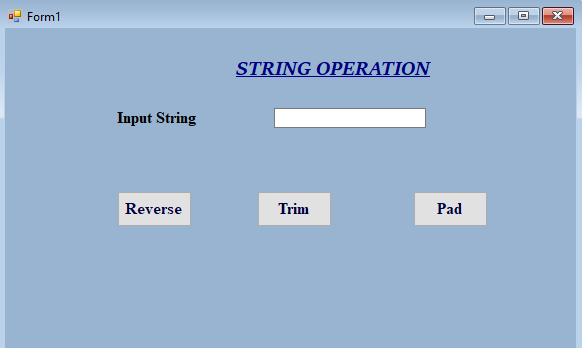 Form1
STRING OPERATION
Input String
Reverse Trim Pad